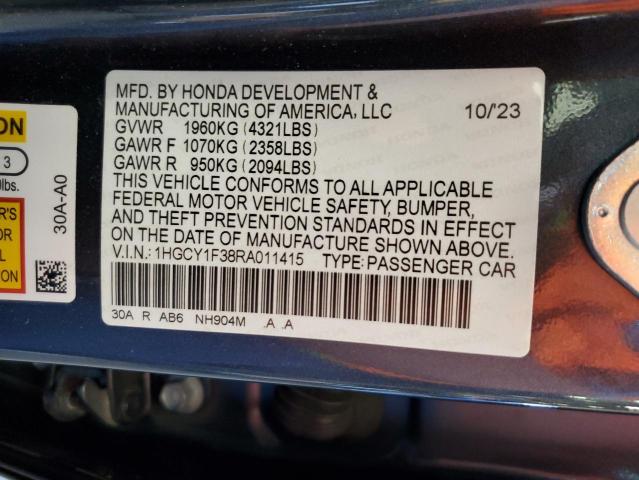 MFD. BY HONDA DEVELOPMENT &
MANUFACTURING OF AMERICA, LLC 10/'23
GVWR 1960KG (4321LBS)
GAWR F 1070KG (2358LBS)
GAWR R 950KG (2094LBS)
THIS VEHICLE CONFORMS TO ALL APPLICABLE
FEDERAL MOTOR VEHICLE SAFETY, BUMPER,
AND THEFT PREVENTION STANDARDS IN EFFECT
ON THE DATE OF MANUFACTURE SHOWN ABOVE.
V.I.N: 1HGCY1F38RA011415 TYPE: PASSENGER CAR
30A R AB6 NH904M .A .A
30A-A0
3
lbs.